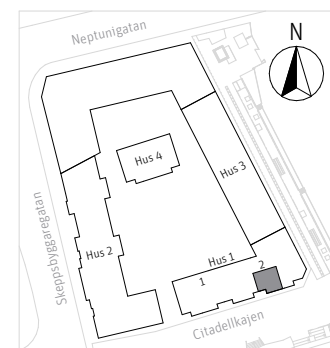 Neptunigatan
N
Hus 4
Hus 3
Skeppsbyggaregatan
Hus 2
Hus 1
1
2
Citadellkajen